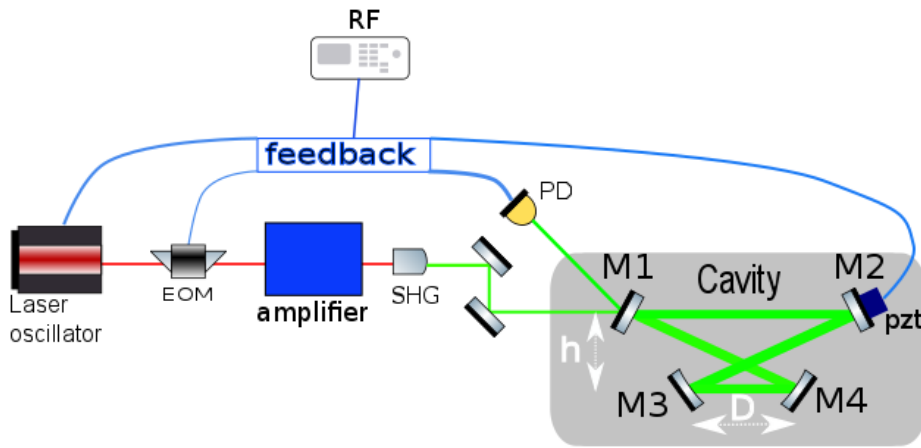 RF
feedback
PD
M1
Cavity
M2
Laser
oscillator
EOM
amplifier
SHG
pzt
h
M3
D
M4